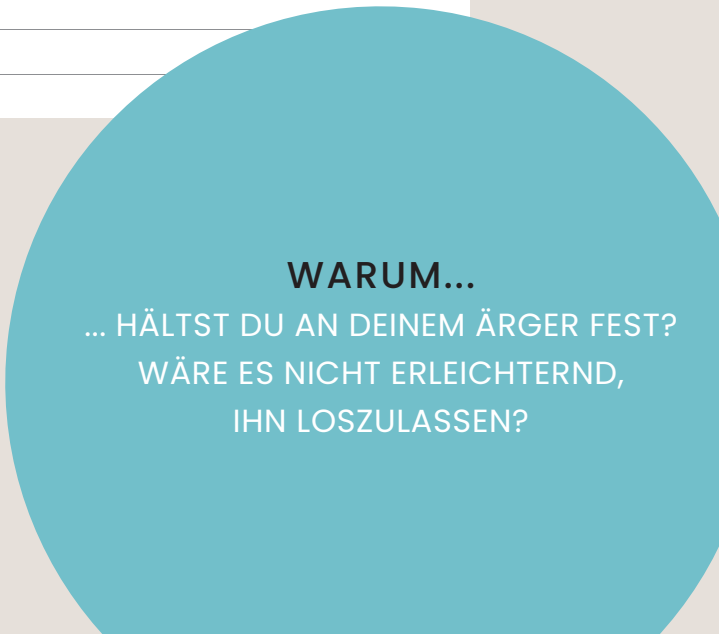 WARUM...
... HÄLTST DU AN DEINEM ÄRGER FEST?
WÄRE ES NICHT ERLEICHTERND,
IHN LOSZULASSEN?